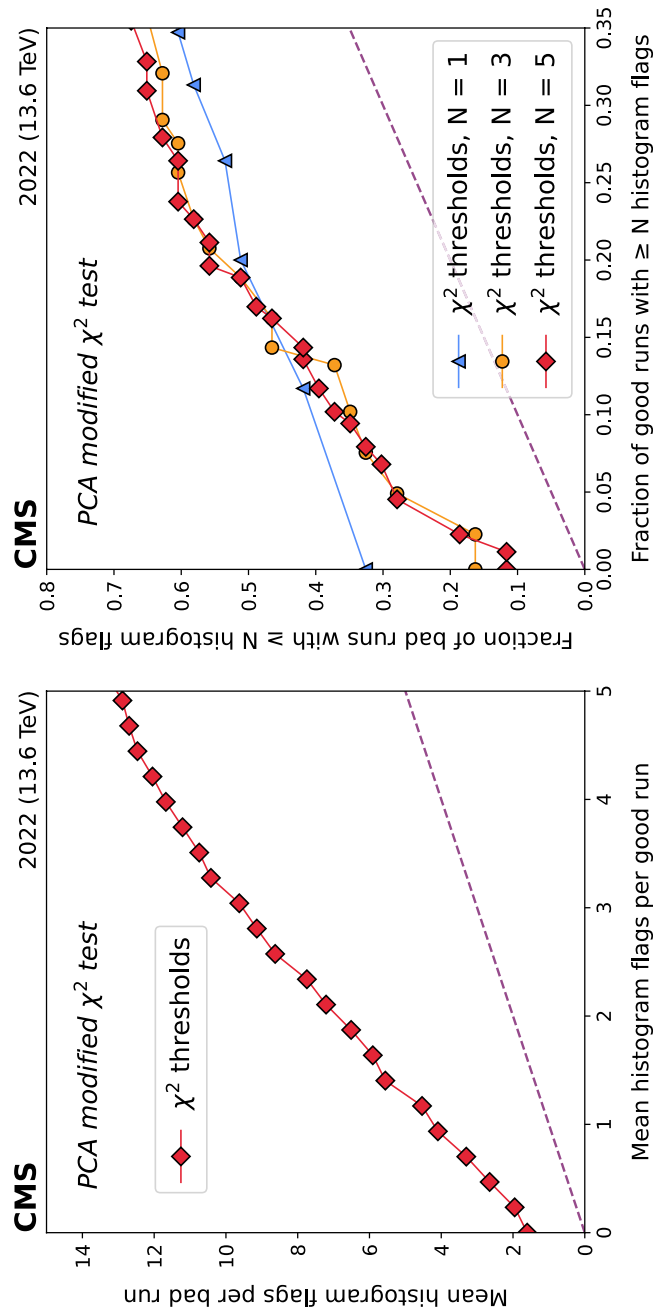 CMS
2022 (13.6 TeV)
PCA modified χ² test
χ² thresholds
Mean histogram flags per bad run
14
12
10
8
6
4
2
0
0 1 2 3 4 5
Mean histogram flags per good run
CMS
2022 (13.6 TeV)
PCA modified χ² test
Fraction of bad runs with ≥ N histogram flags
0.8
0.7
0.6
0.5
0.4
0.3
0.2
0.1
0.0
χ² thresholds, N = 1
χ² thresholds, N = 3
χ² thresholds, N = 5
0.00 0.05 0.10 0.15 0.20 0.25 0.30 0.35
Fraction of good runs with ≥ N histogram flags